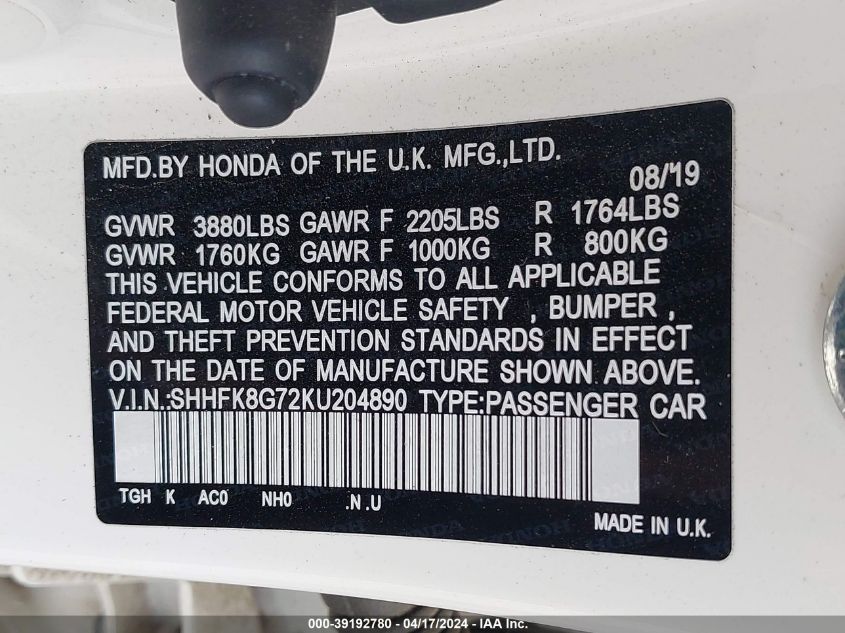 MFD.BY HONDA OF THE U.K. MFG.,LTD.
08/'19
GVWR 3880LBS GAWR F 2205LBS R 1764LBS
GVWR 1760KG GAWR F 1000KG R 800KG
THIS VEHICLE CONFORMS TO ALL APPLICABLE
FEDERAL MOTOR VEHICLE SAFETY , BUMPER ,
AND THEFT PREVENTION STANDARDS IN EFFECT
ON THE DATE OF MANUFACTURE SHOWN ABOVE.
V.I.N.:SHHFK8G72KU204890 TYPE:PASSENGER CAR
TGH K AC0 NH0 .N .U
MADE IN U.K.
000-39192780 - 04/17/2024 - IAA Inc.